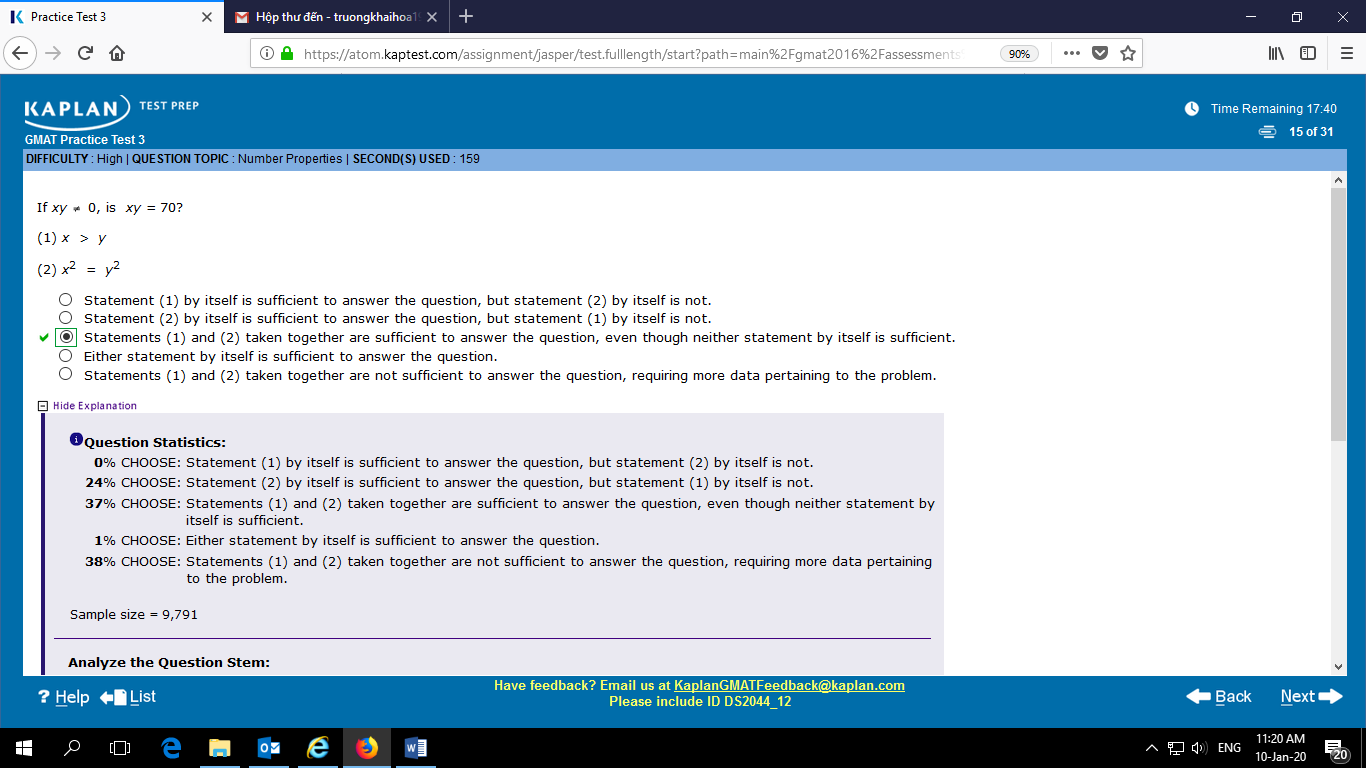 Practice Test 3
Hộp thư đến - truongkhaihoa1
https://atom.kaptest.com/assignment/jasper/test.fulllength/start?path=main%2Fgmat2016%2Fassessments
90%
KAPLAN TEST PREP
Time Remaining 17:40
GMAT Practice Test 3
15 of 31
DIFFICULTY : High | QUESTION TOPIC : Number Properties | SECOND(S) USED : 159
If xy ≠ 0, is xy = 70?
(1) x > y
(2) x² = y²
Statement (1) by itself is sufficient to answer the question, but statement (2) by itself is not.
Statement (2) by itself is sufficient to answer the question, but statement (1) by itself is not.
Statements (1) and (2) taken together are sufficient to answer the question, even though neither statement by itself is sufficient.
Either statement by itself is sufficient to answer the question.
Statements (1) and (2) taken together are not sufficient to answer the question, requiring more data pertaining to the problem.
Hide Explanation
Question Statistics:
0% CHOOSE: Statement (1) by itself is sufficient to answer the question, but statement (2) by itself is not.
24% CHOOSE: Statement (2) by itself is sufficient to answer the question, but statement (1) by itself is not.
37% CHOOSE: Statements (1) and (2) taken together are sufficient to answer the question, even though neither statement by
itself is sufficient.
1% CHOOSE: Either statement by itself is sufficient to answer the question.
38% CHOOSE: Statements (1) and (2) taken together are not sufficient to answer the question, requiring more data pertaining
to the problem.
Sample size = 9,791
Analyze the Question Stem:
? Help List
Have feedback? Email us at KaplanGMATFeedback@kaplan.com
Please include ID DS2044_12
Back Next
ENG
11:20 AM
10-Jan-20
20